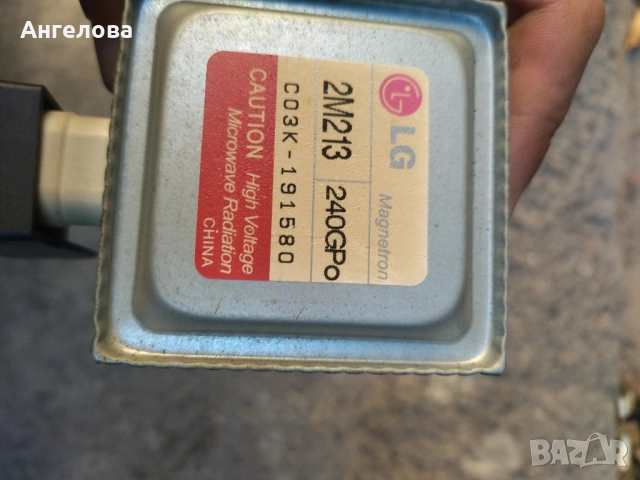 Ангелова
LG
Magnetron
2M213
240GPo
C03K-191580
CAUTION High Voltage
Microwave Radiation
CHINA
BAZAR